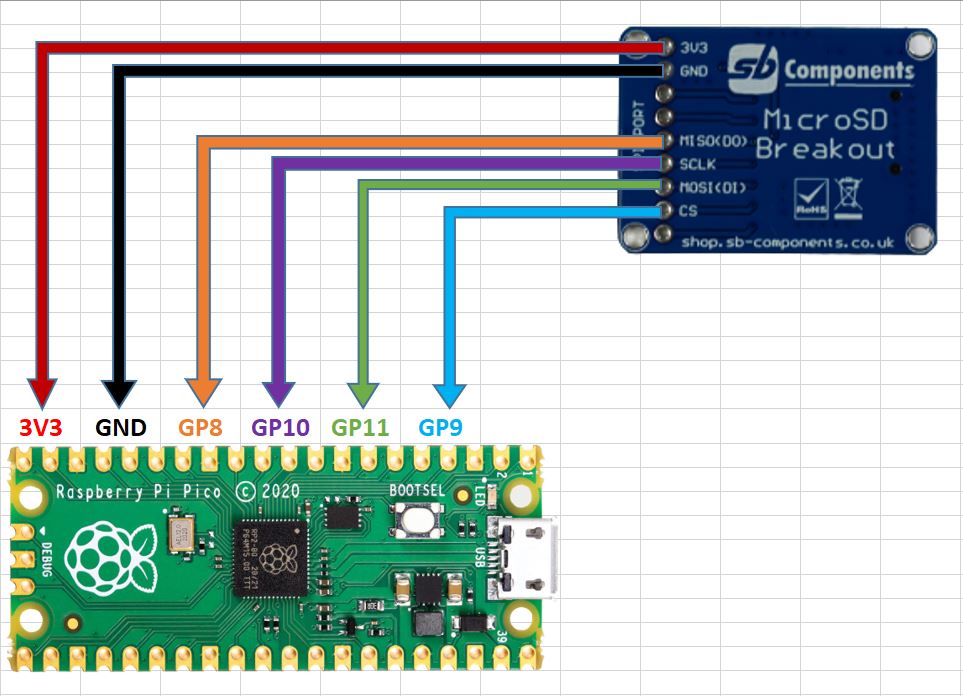 3V3
GND
sb Components
PI PORT
MicroSD
Breakout
MISO(DO)
SCLK
MOSI(DI)
CS
RoHS
shop.sb-components.co.uk
3V3 GND GP8 GP10 GP11 GP9
Raspberry Pi Pico © 2020
BOOTSEL
LED
2
1
DEBUG
USB
RP2-B0 20/21
P64M15.00 TTT
39